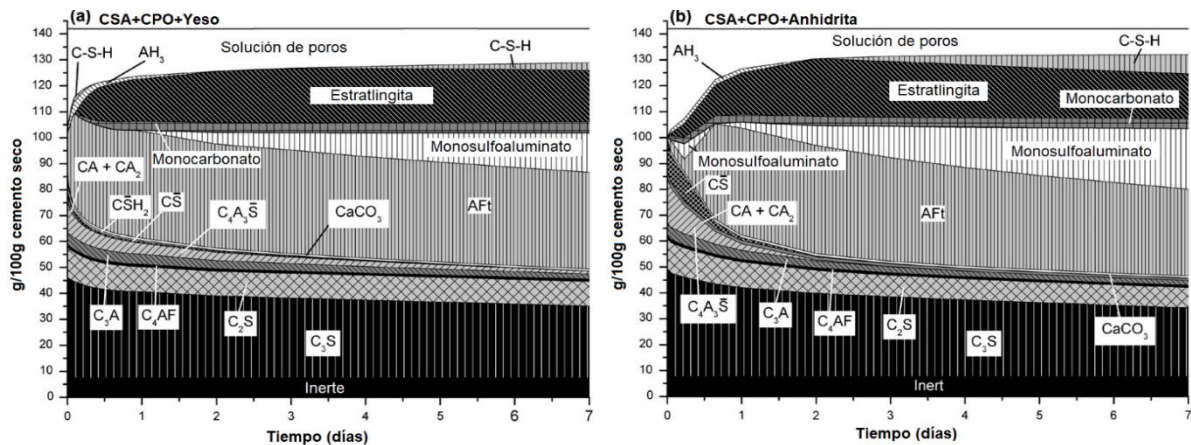 (a) CSA+CPO+Yeso
g/100g cemento seco
140
130
120
110
100
90
80
70
60
50
40
30
20
10
0
C-S-H
AH₃
Solución de poros
C-S-H
Estratlingita
Monocarbonato
Monosulfoaluminato
CA + CA₂
CS̄H₂
CS̄
C₄A₃S̄
CaCO₃
AFt
C₃A
C₄AF
C₂S
C₃S
Inerte
0 1 2 3 4 5 6 7
Tiempo (días)
(b) CSA+CPO+Anhidrita
g/100g cemento seco
140
130
120
110
100
90
80
70
60
50
40
30
20
10
0
AH₃
Solución de poros
C-S-H
Estratlingita
Monocarbonato
Monosulfoaluminato
Monosulfoaluminato
CS̄
CA + CA₂
AFt
C₄A₃S̄
C₃A
C₄AF
C₂S
C₃S
CaCO₃
Inert
0 1 2 3 4 5 6 7
Tiempo (días)